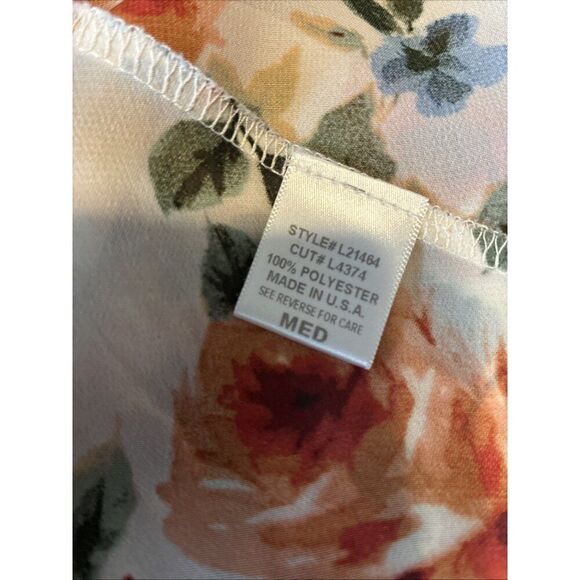 STYLE# L21464
CUT# L4374
100% POLYESTER
MADE IN U.S.A.
SEE REVERSE FOR CARE
MED